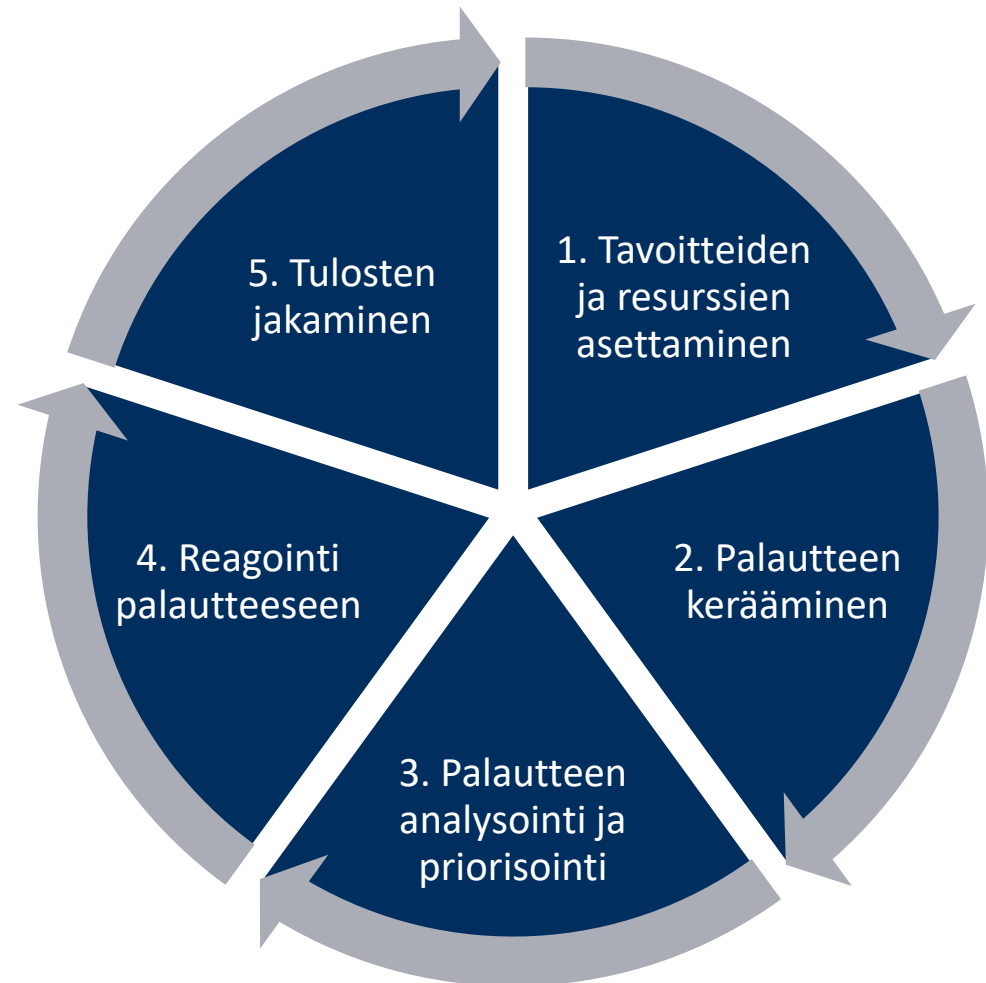 1. Tavoitteiden
ja resurssien
asettaminen
2. Palautteen
kerääminen
3. Palautteen
analysointi ja
priorisointi
4. Reagointi
palautteeseen
5. Tulosten
jakaminen